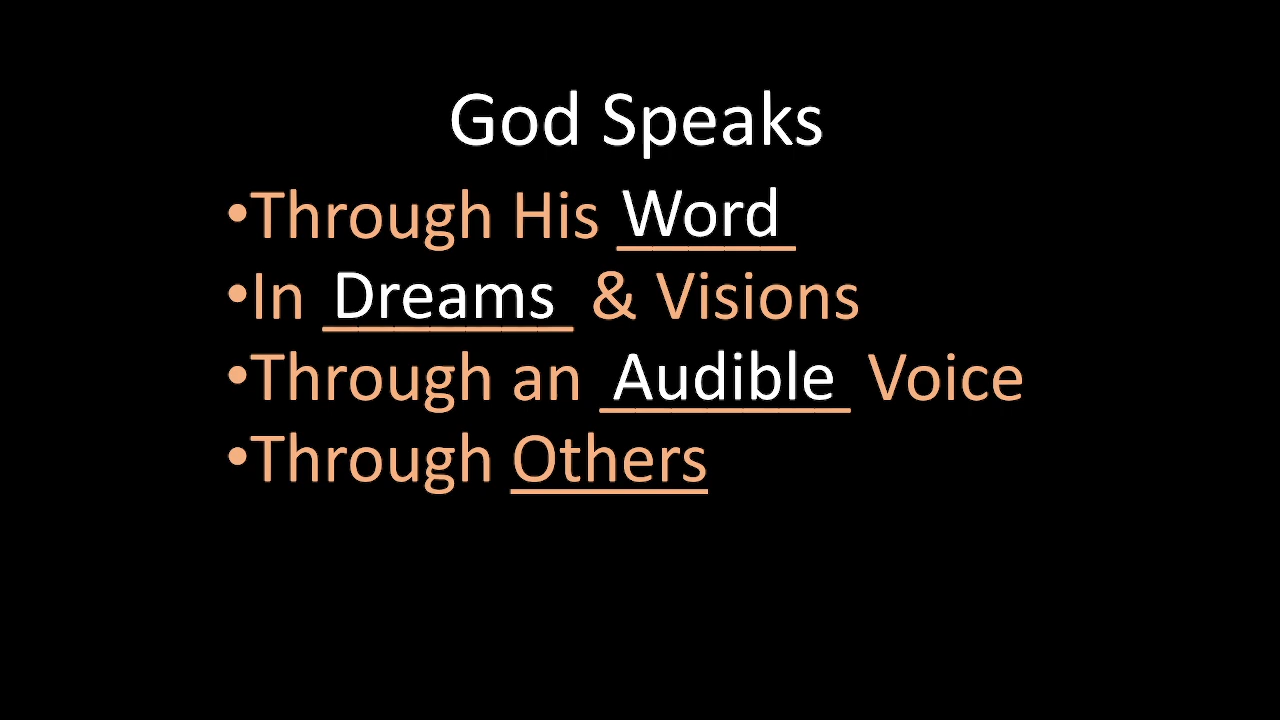 God Speaks
•Through His Word
•In Dreams & Visions
•Through an Audible Voice
•Through Others